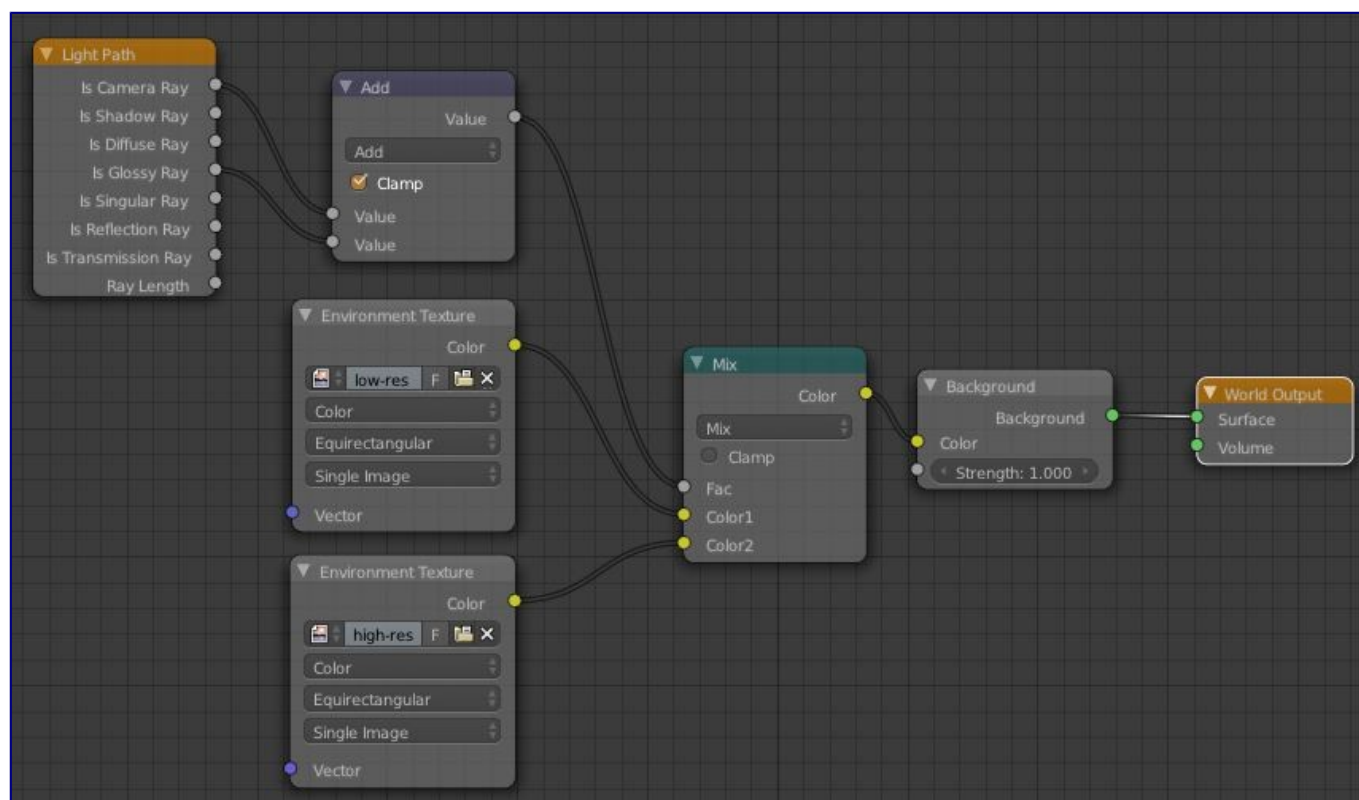 Light Path
Is Camera Ray
Is Shadow Ray
Is Diffuse Ray
Is Glossy Ray
Is Singular Ray
Is Reflection Ray
Is Transmission Ray
Ray Length
Add
Value
Add
Clamp
Value
Value
Environment Texture
Color
low-res F
Color
Equirectangular
Single Image
Vector
Environment Texture
Color
high-res F
Color
Equirectangular
Single Image
Vector
Mix
Color
Mix
Clamp
Fac
Color1
Color2
Background
Background
Color
Strength: 1.000
World Output
Surface
Volume